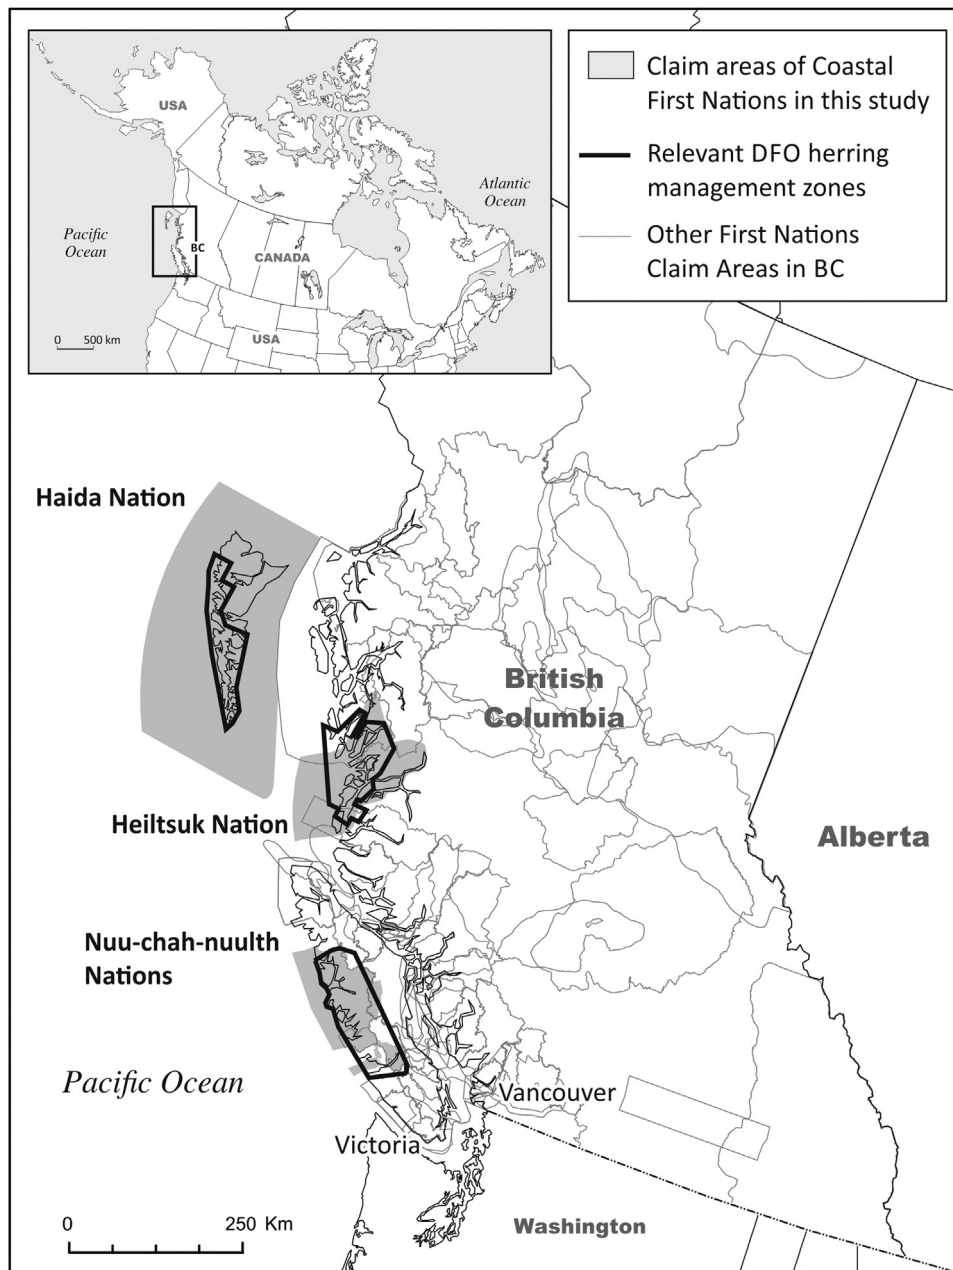 USA
Atlantic
Ocean
Pacific
Ocean
BC
CANADA
USA
0 500 km
Claim areas of Coastal
First Nations in this study
Relevant DFO herring
management zones
Other First Nations
Claim Areas in BC
Haida Nation
British
Columbia
Heiltsuk Nation
Alberta
Nuu-chah-nuulth
Nations
Pacific Ocean
Vancouver
Victoria
0 250 Km
Washington